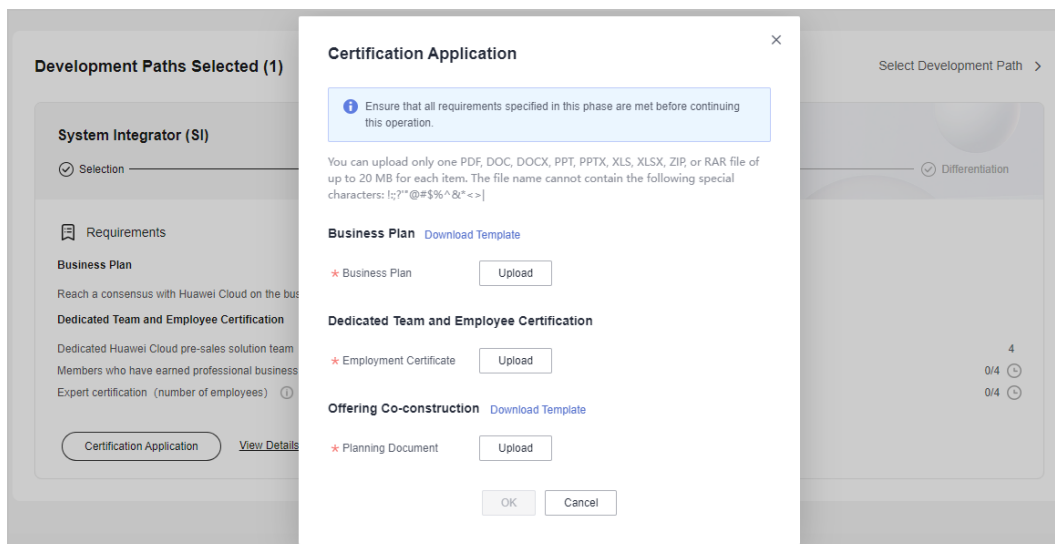 Development Paths Selected (1)
Select Development Path >
System Integrator (SI)
Selection
Differentiation
Requirements
Business Plan
Reach a consensus with Huawei Cloud on the bus
Dedicated Team and Employee Certification
Dedicated Huawei Cloud pre-sales solution team
4
Members who have earned professional business
0/4
Expert certification (number of employees)
0/4
Certification Application
View Details
Certification Application
Ensure that all requirements specified in this phase are met before continuing
this operation.
You can upload only one PDF, DOC, DOCX, PPT, PPTX, XLS, XLSX, ZIP, or RAR file of
up to 20 MB for each item. The file name cannot contain the following special
characters: !:;?'"@#$%^&*<>|
Business Plan Download Template
* Business Plan Upload
Dedicated Team and Employee Certification
* Employment Certificate Upload
Offering Co-construction Download Template
* Planning Document Upload
OK Cancel